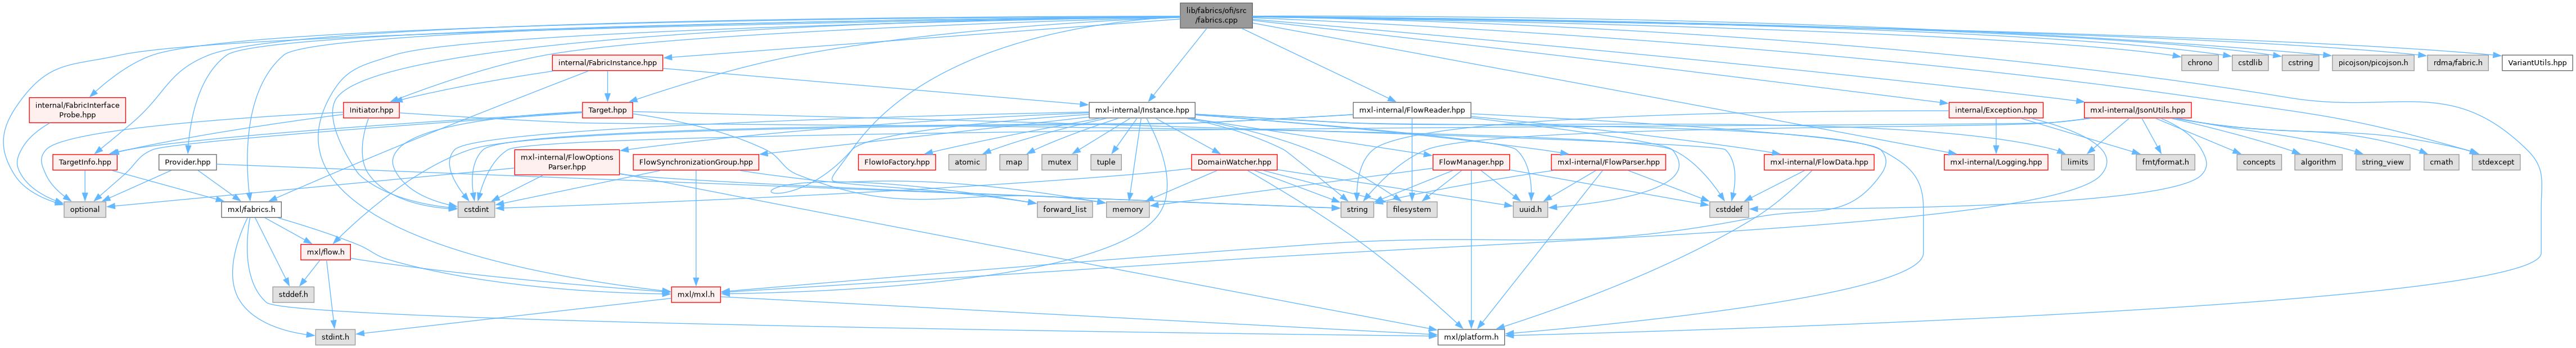 lib/fabrics/ofi/src
/fabrics.cpp
internal/FabricInstance.hpp
chrono
cstdlib
cstring
picojson/picojson.h
rdma/fabric.h
VariantUtils.hpp
internal/FabricInterface
Probe.hpp
Initiator.hpp
Target.hpp
mxl-internal/Instance.hpp
mxl-internal/FlowReader.hpp
internal/Exception.hpp
mxl-internal/JsonUtils.hpp
TargetInfo.hpp
Provider.hpp
mxl-internal/FlowOptions
Parser.hpp
FlowSynchronizationGroup.hpp
FlowIoFactory.hpp
atomic
map
mutex
tuple
DomainWatcher.hpp
FlowManager.hpp
mxl-internal/FlowParser.hpp
mxl-internal/FlowData.hpp
mxl-internal/Logging.hpp
limits
fmt/format.h
concepts
algorithm
string_view
cmath
stdexcept
optional
mxl/fabrics.h
cstdint
forward_list
memory
string
filesystem
uuid.h
cstddef
mxl/flow.h
stddef.h
mxl/mxl.h
stdint.h
mxl/platform.h